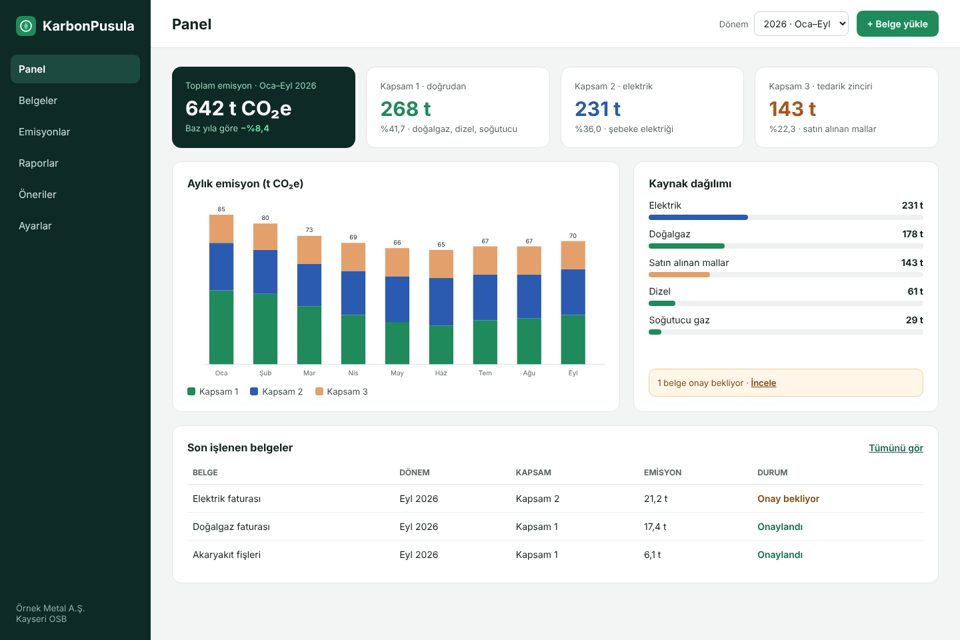 KarbonPusula
Panel
Belgeler
Emisyonlar
Raporlar
Öneriler
Ayarlar
Örnek Metal A.Ş.
Kayseri OSB
Panel
Dönem
2026 · Oca–Eyl
+ Belge yükle
Toplam emisyon · Oca–Eyl 2026
642 t CO₂e
Baz yıla göre −%8,4
Kapsam 1 · doğrudan
268 t
%41,7 · doğalgaz, dizel, soğutucu
Kapsam 2 · elektrik
231 t
%36,0 · şebeke elektriği
Kapsam 3 · tedarik zinciri
143 t
%22,3 · satın alınan mallar
Aylık emisyon (t CO₂e)
85 80 73 69 66 65 67 67 70
Oca Şub Mar Nis May Haz Tem Ağu Eyl
Kapsam 1 Kapsam 2 Kapsam 3
Kaynak dağılımı
Elektrik 231 t
Doğalgaz 178 t
Satın alınan mallar 143 t
Dizel 61 t
Soğutucu gaz 29 t
1 belge onay bekliyor · İncele
Son işlenen belgeler
Tümünü gör
BELGE DÖNEM KAPSAM EMİSYON DURUM
Elektrik faturası Eyl 2026 Kapsam 2 21,2 t Onay bekliyor
Doğalgaz faturası Eyl 2026 Kapsam 1 17,4 t Onaylandı
Akaryakıt fişleri Eyl 2026 Kapsam 1 6,1 t Onaylandı